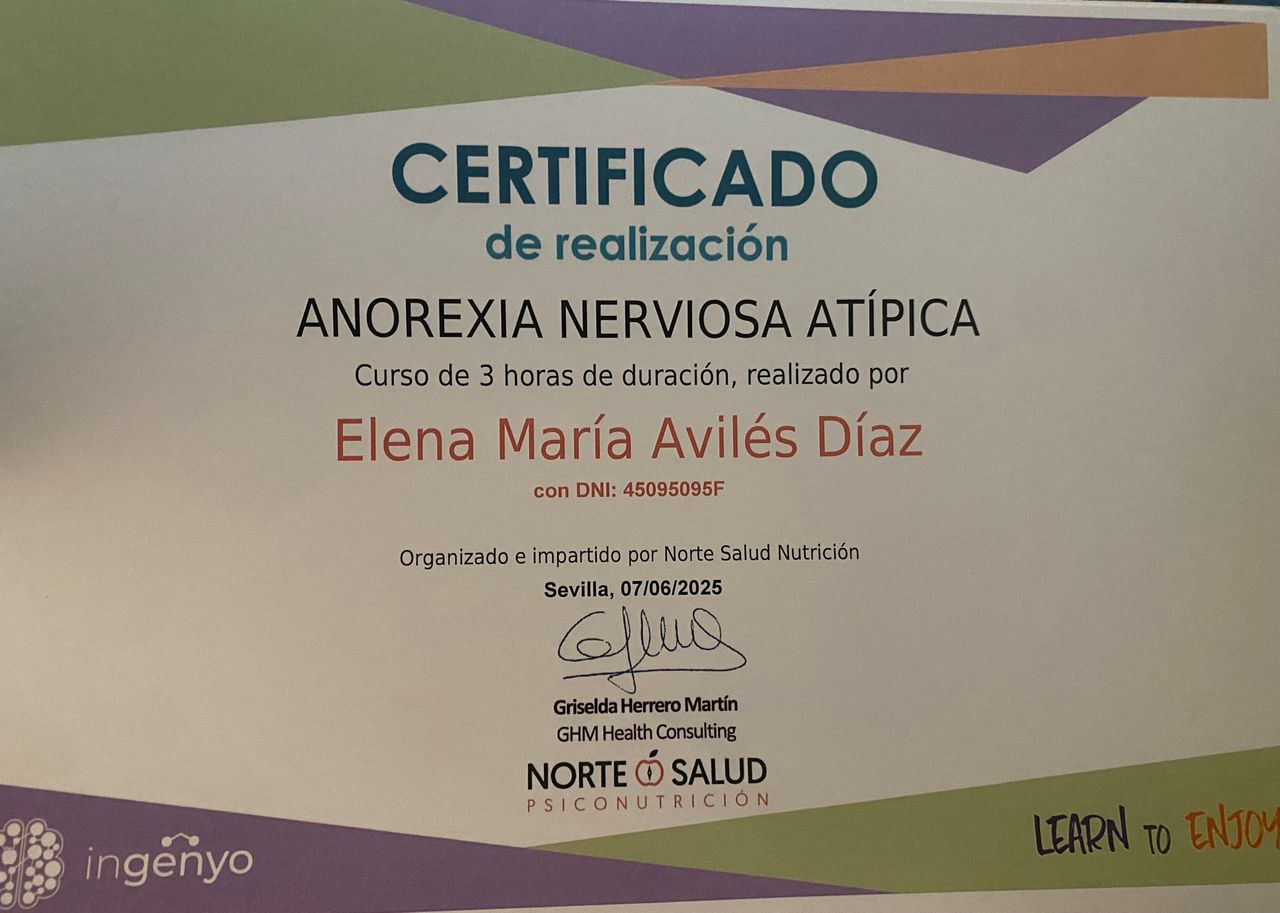 CERTIFICADO
de realización
ANOREXIA NERVIOSA ATÍPICA
Curso de 3 horas de duración, realizado por
Elena María Avilés Díaz
con DNI: 45095095F
Organizado e impartido por Norte Salud Nutrición
Sevilla, 07/06/2025
Griselda Herrero Martín
GHM Health Consulting
NORTE SALUD
PSICONUTRICIÓN
ingenyo
LEARN TO ENJOY